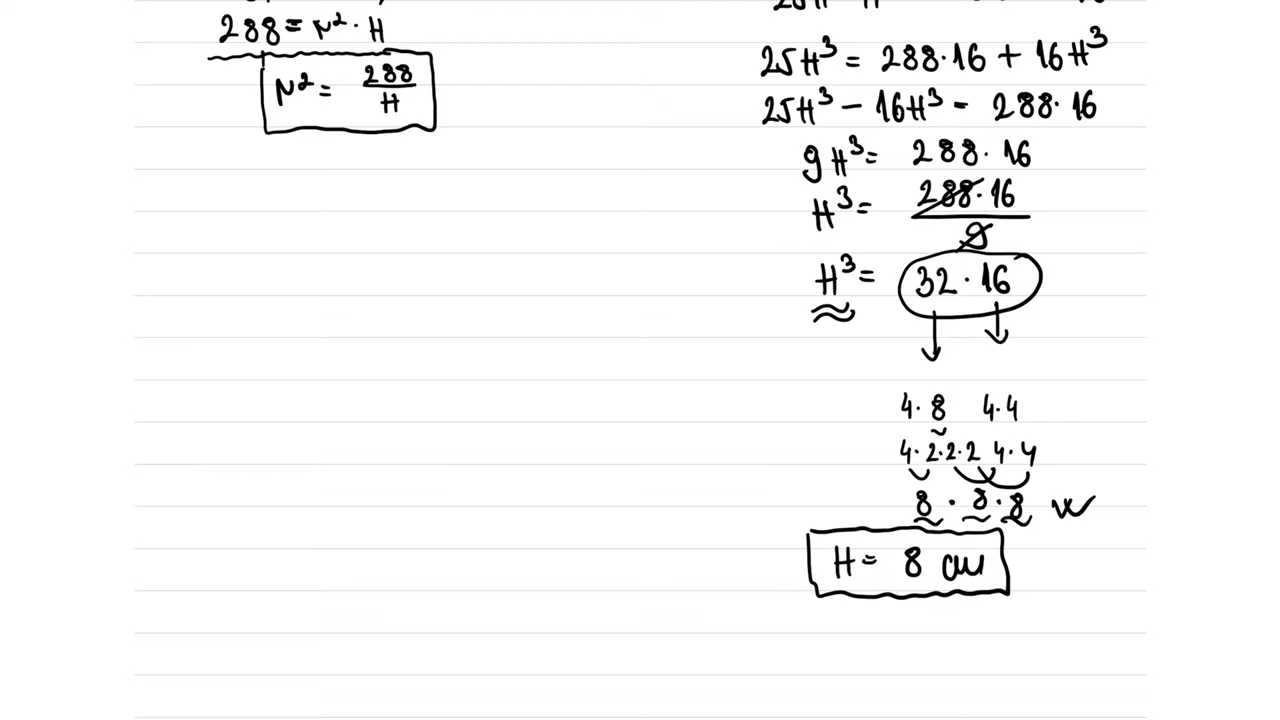 288 = r² · H
r² = 288/H
25H³ = 288·16 + 16H³
25H³ − 16H³ = 288·16
9H³ = 288·16
H³ = 288·16/9
H³ = 32·16
4·8 4·4
4·2·2·2 4·4
8·8·8
H = 8 cm